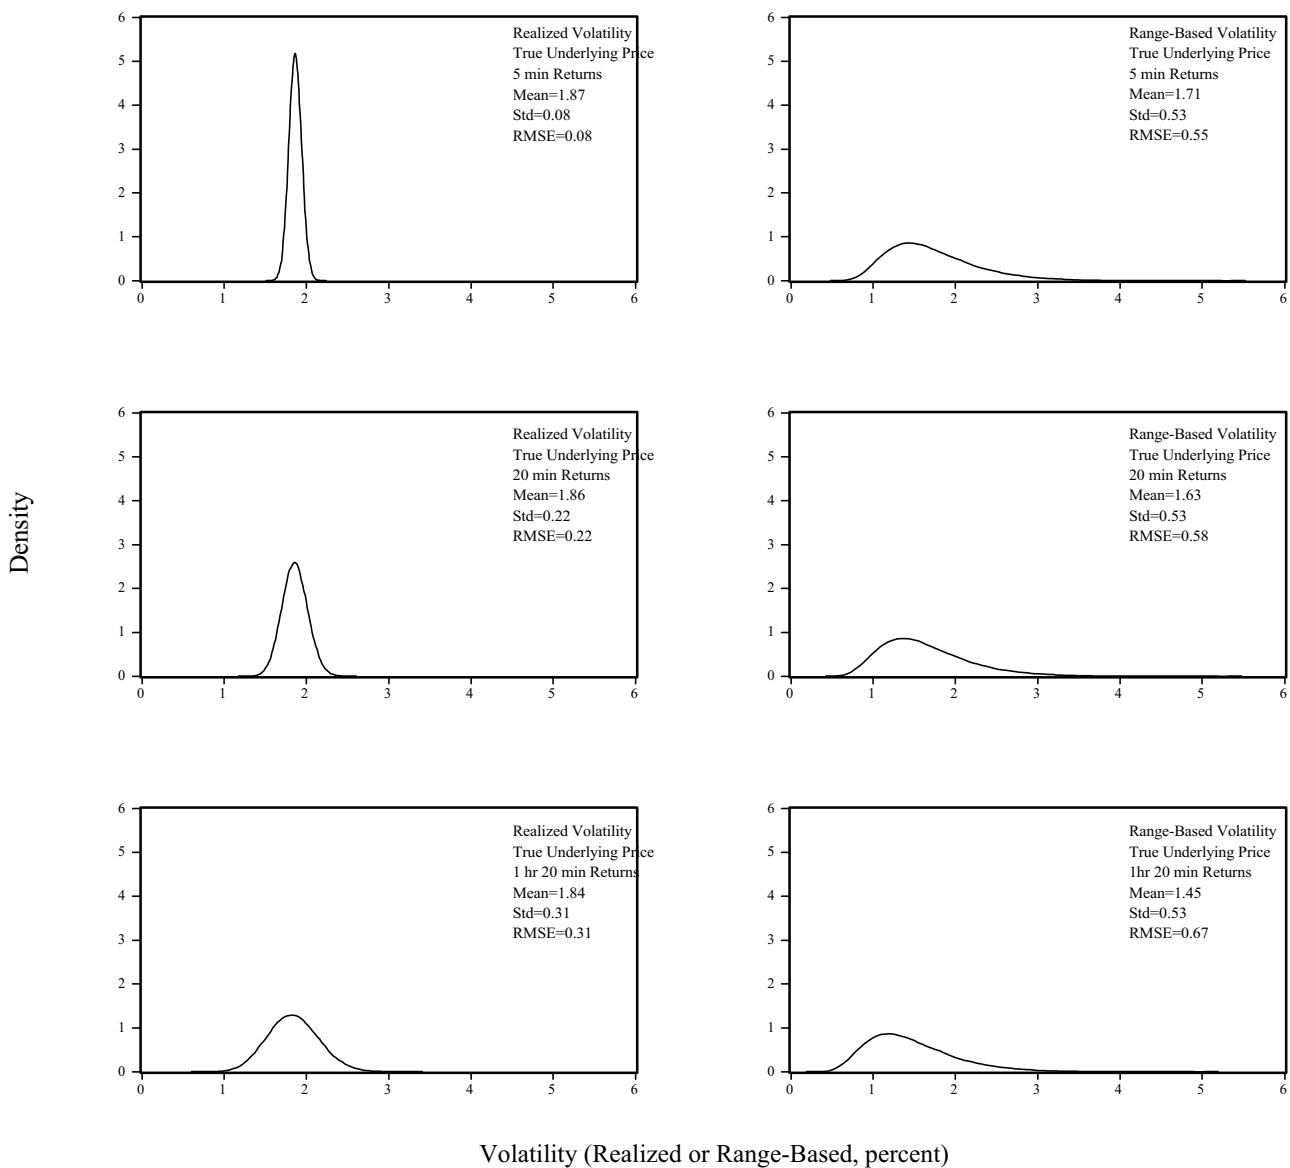 6
5
4
3
2
1
0
0 1 2 3 4 5 6
Realized Volatility
True Underlying Price
5 min Returns
Mean=1.87
Std=0.08
RMSE=0.08
6
5
4
3
2
1
0
0 1 2 3 4 5 6
Range-Based Volatility
True Underlying Price
5 min Returns
Mean=1.71
Std=0.53
RMSE=0.55
Density
6
5
4
3
2
1
0
0 1 2 3 4 5 6
Realized Volatility
True Underlying Price
20 min Returns
Mean=1.86
Std=0.22
RMSE=0.22
6
5
4
3
2
1
0
0 1 2 3 4 5 6
Range-Based Volatility
True Underlying Price
20 min Returns
Mean=1.63
Std=0.53
RMSE=0.58
6
5
4
3
2
1
0
0 1 2 3 4 5 6
Realized Volatility
True Underlying Price
1 hr 20 min Returns
Mean=1.84
Std=0.31
RMSE=0.31
6
5
4
3
2
1
0
0 1 2 3 4 5 6
Range-Based Volatility
True Underlying Price
1hr 20 min Returns
Mean=1.45
Std=0.53
RMSE=0.67
Volatility (Realized or Range-Based, percent)